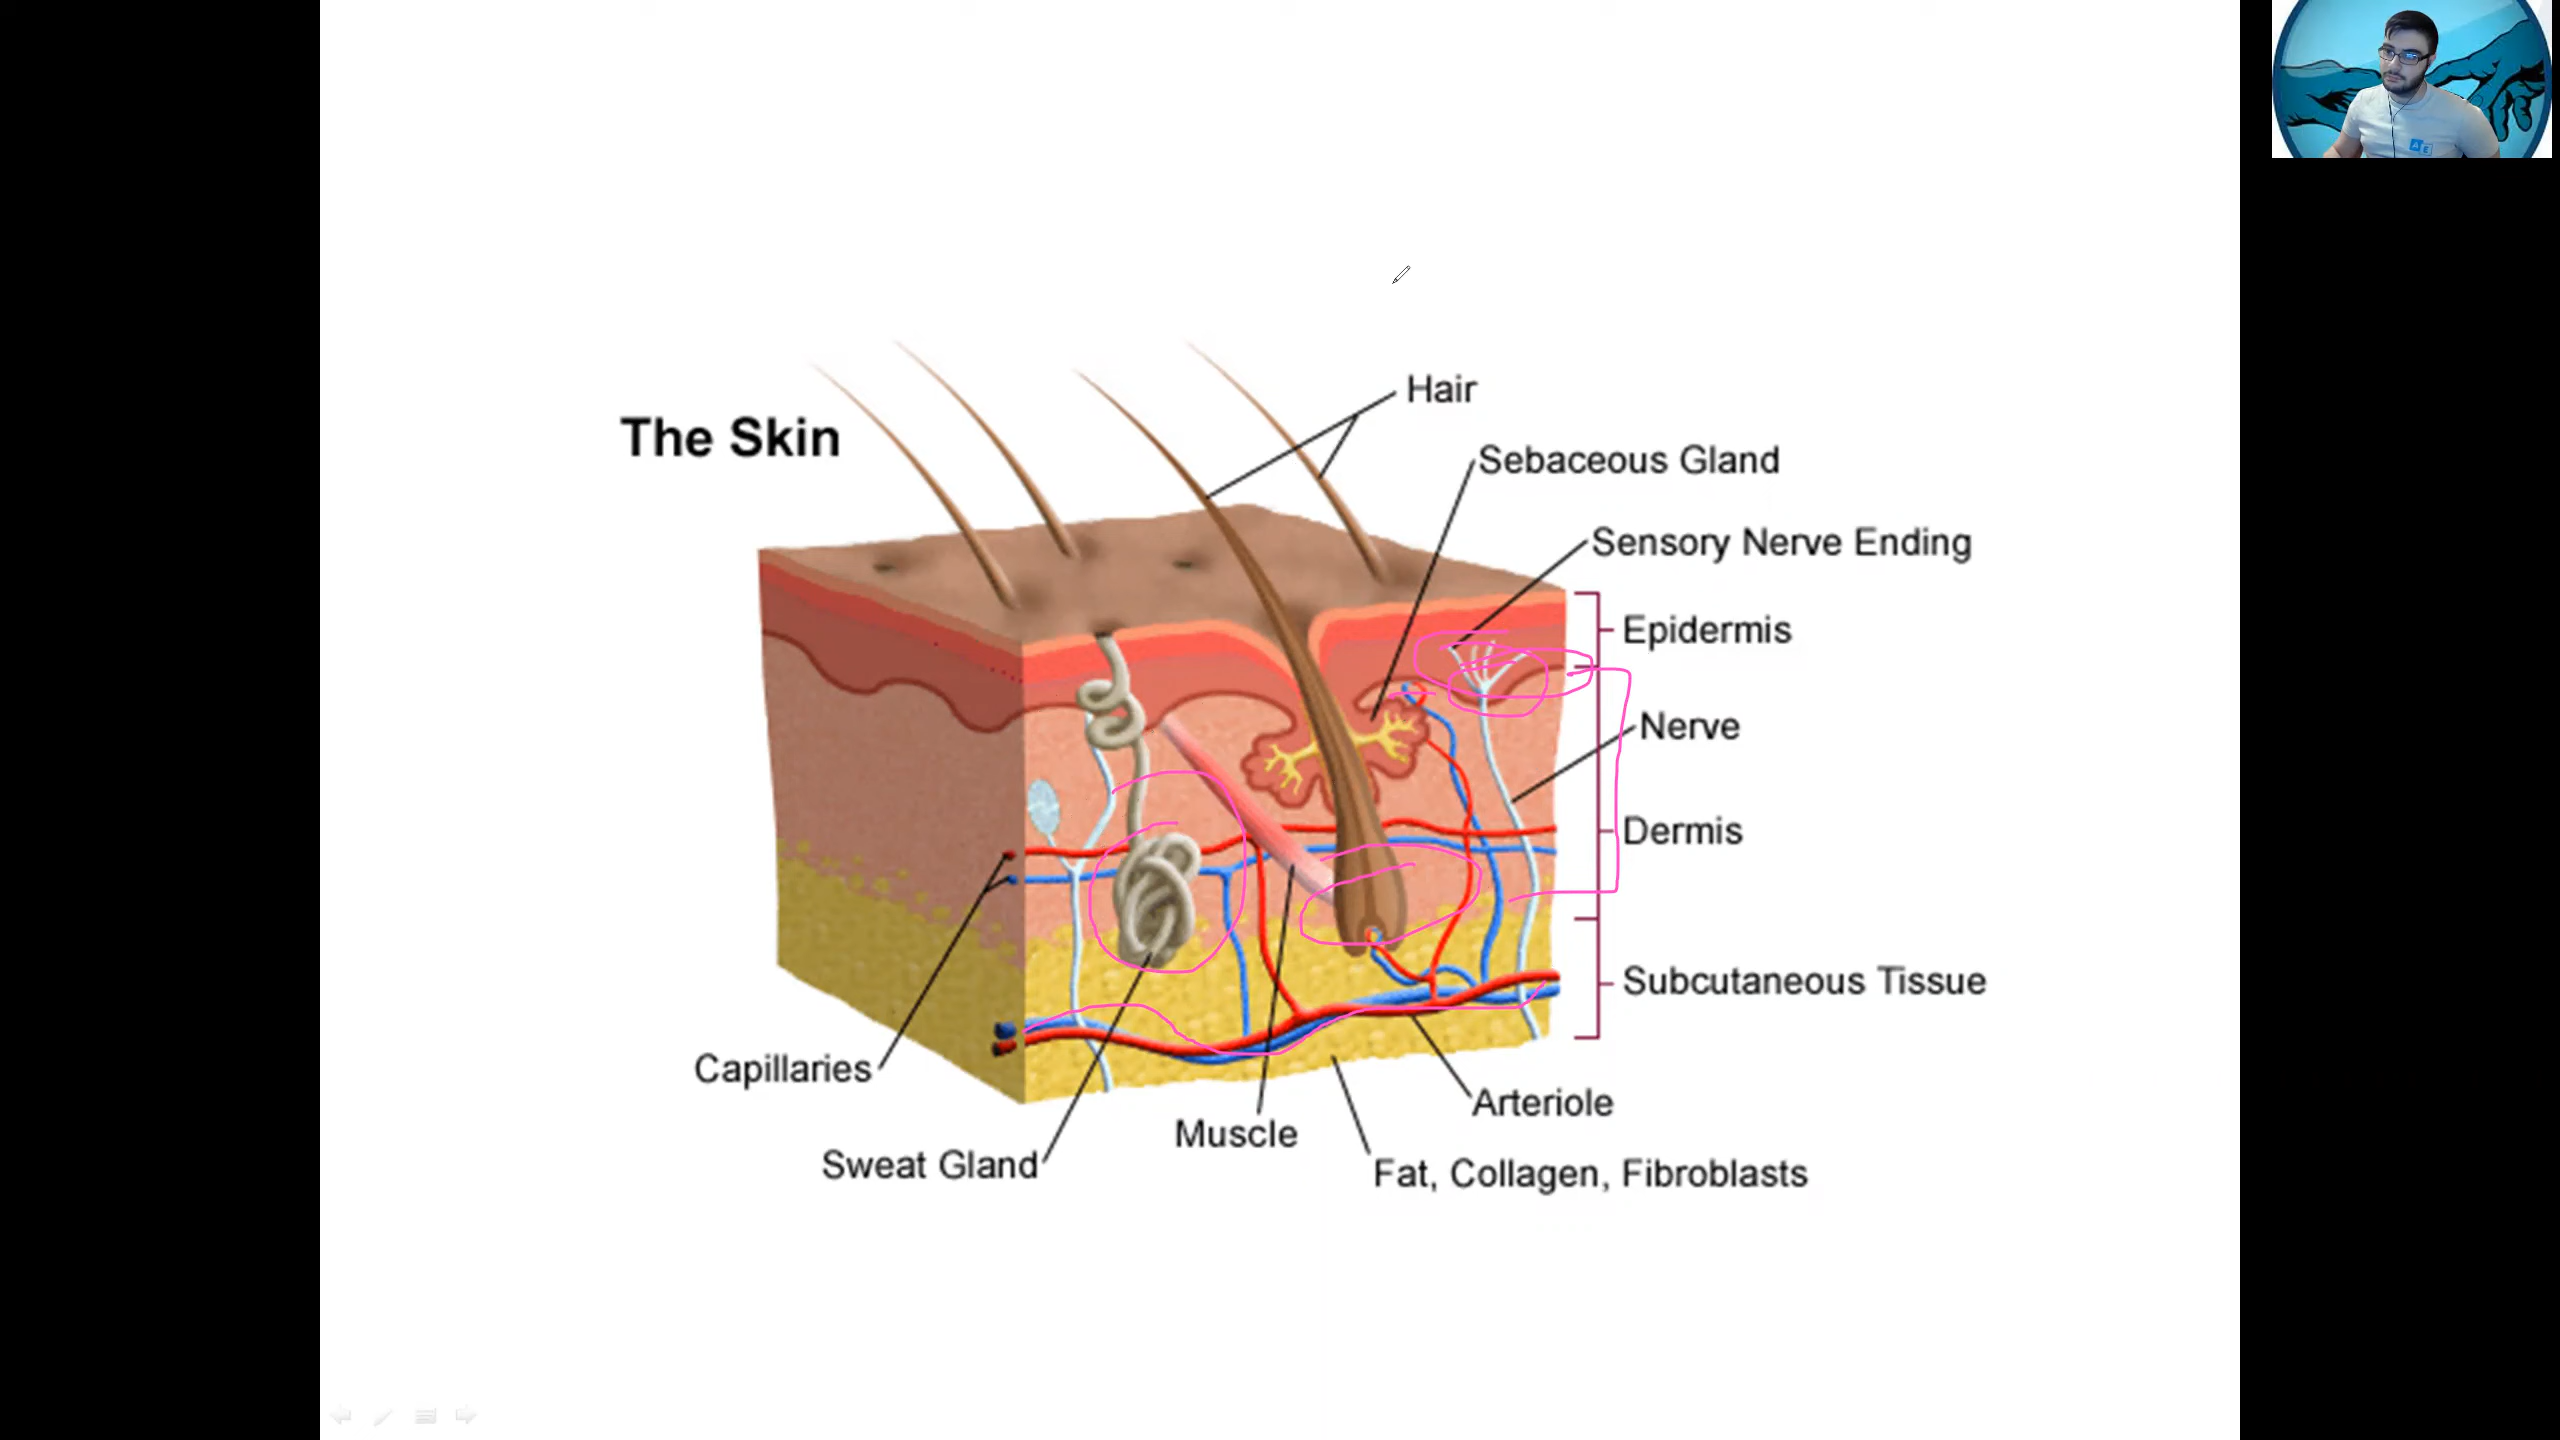 Hair
The Skin
Sebaceous Gland
Sensory Nerve Ending
Epidermis
Nerve
Dermis
Subcutaneous Tissue
Capillaries
Arteriole
Muscle
Sweat Gland
Fat, Collagen, Fibroblasts
A E